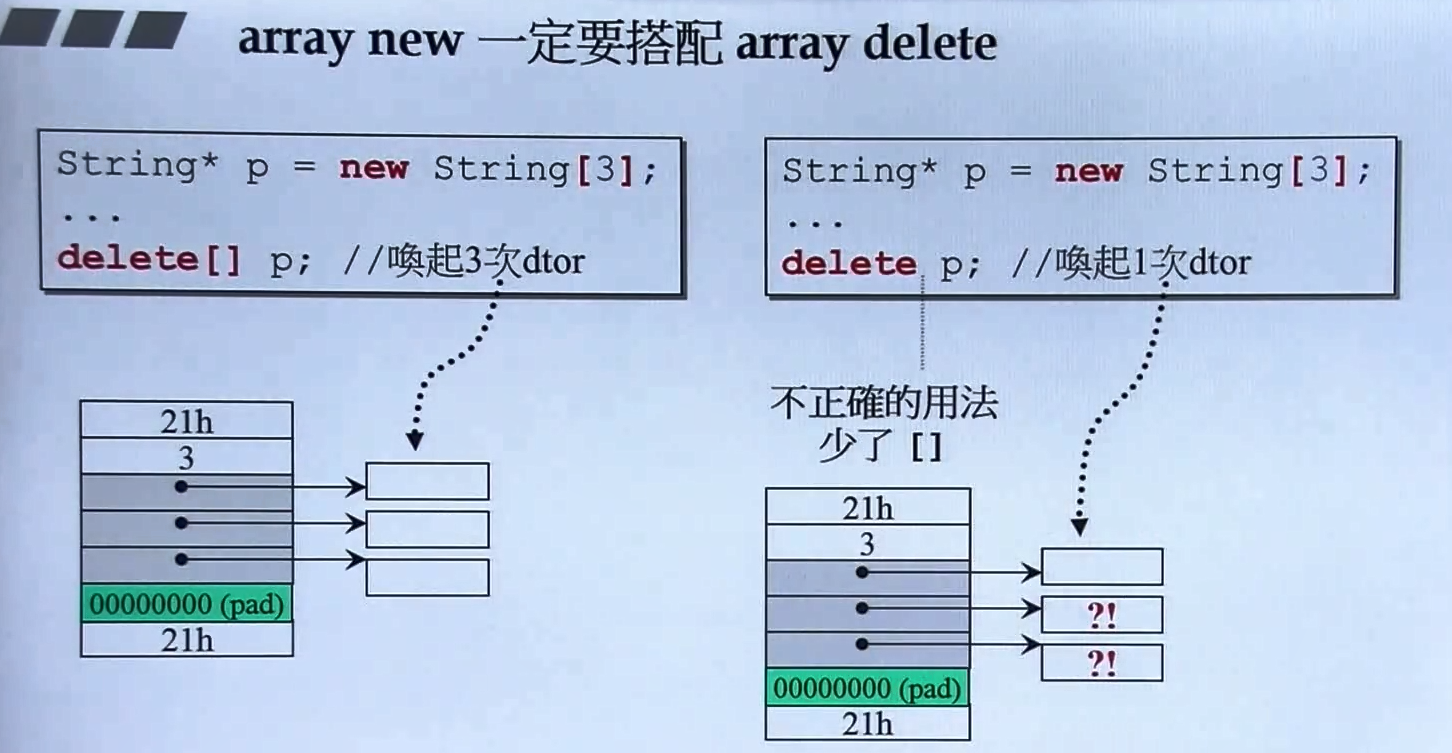 array new 一定要搭配 array delete
String* p = new String[3];
...
delete[] p; //喚起3次dtor
21h
3
00000000 (pad)
21h
String* p = new String[3];
...
delete p; //喚起1次dtor
不正確的用法
少了 []
21h
3
?!
?!
00000000 (pad)
21h